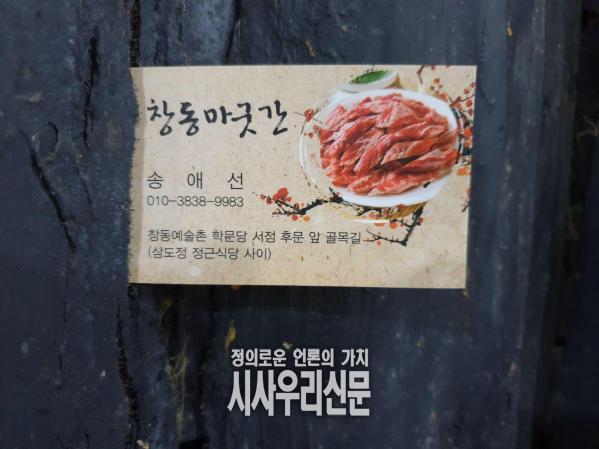 창동마굿간
송 애 선
010-3838-9983
창동예술촌 학문당 서점 후문 앞 골목길
(삼도정 정근식당 사이)
정의로운 언론의 가치
시사우리신문